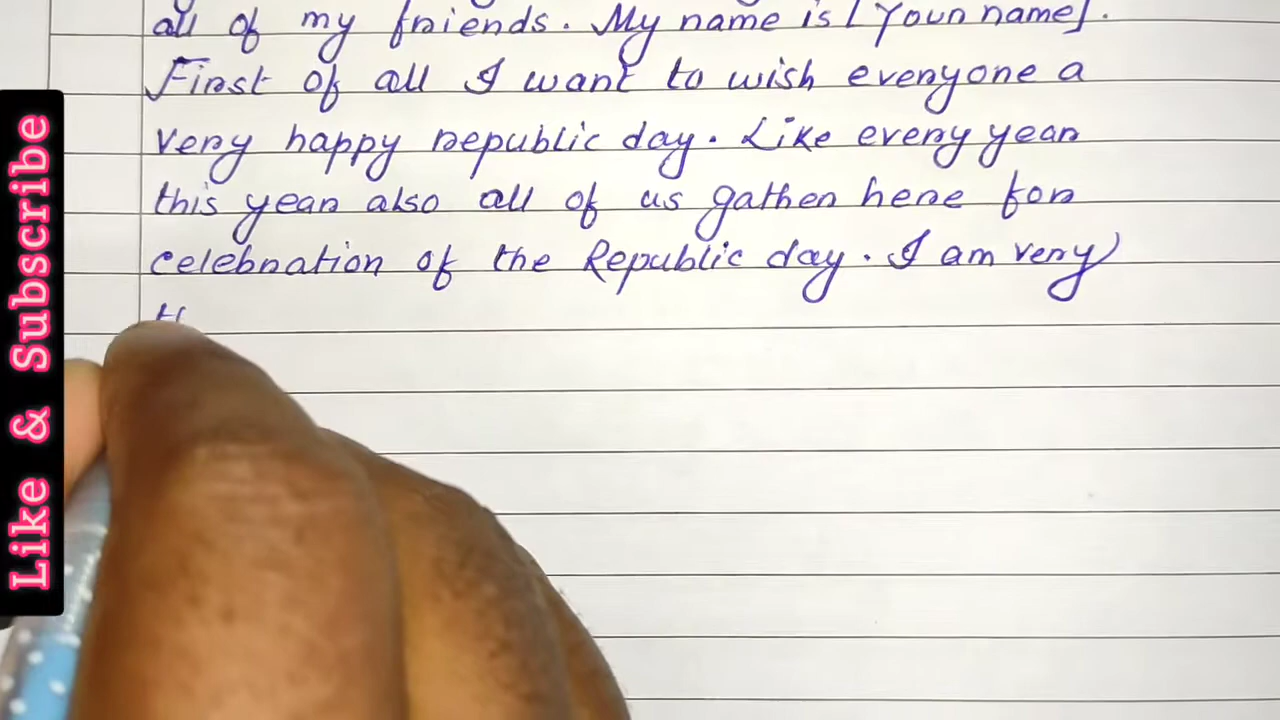 all of my friends. My name is [Your name].
First of all I want to wish everyone a
very happy republic day. Like every year
this year also all of us gather here for
celebration of the Republic day. I am very
Like & Subscribe